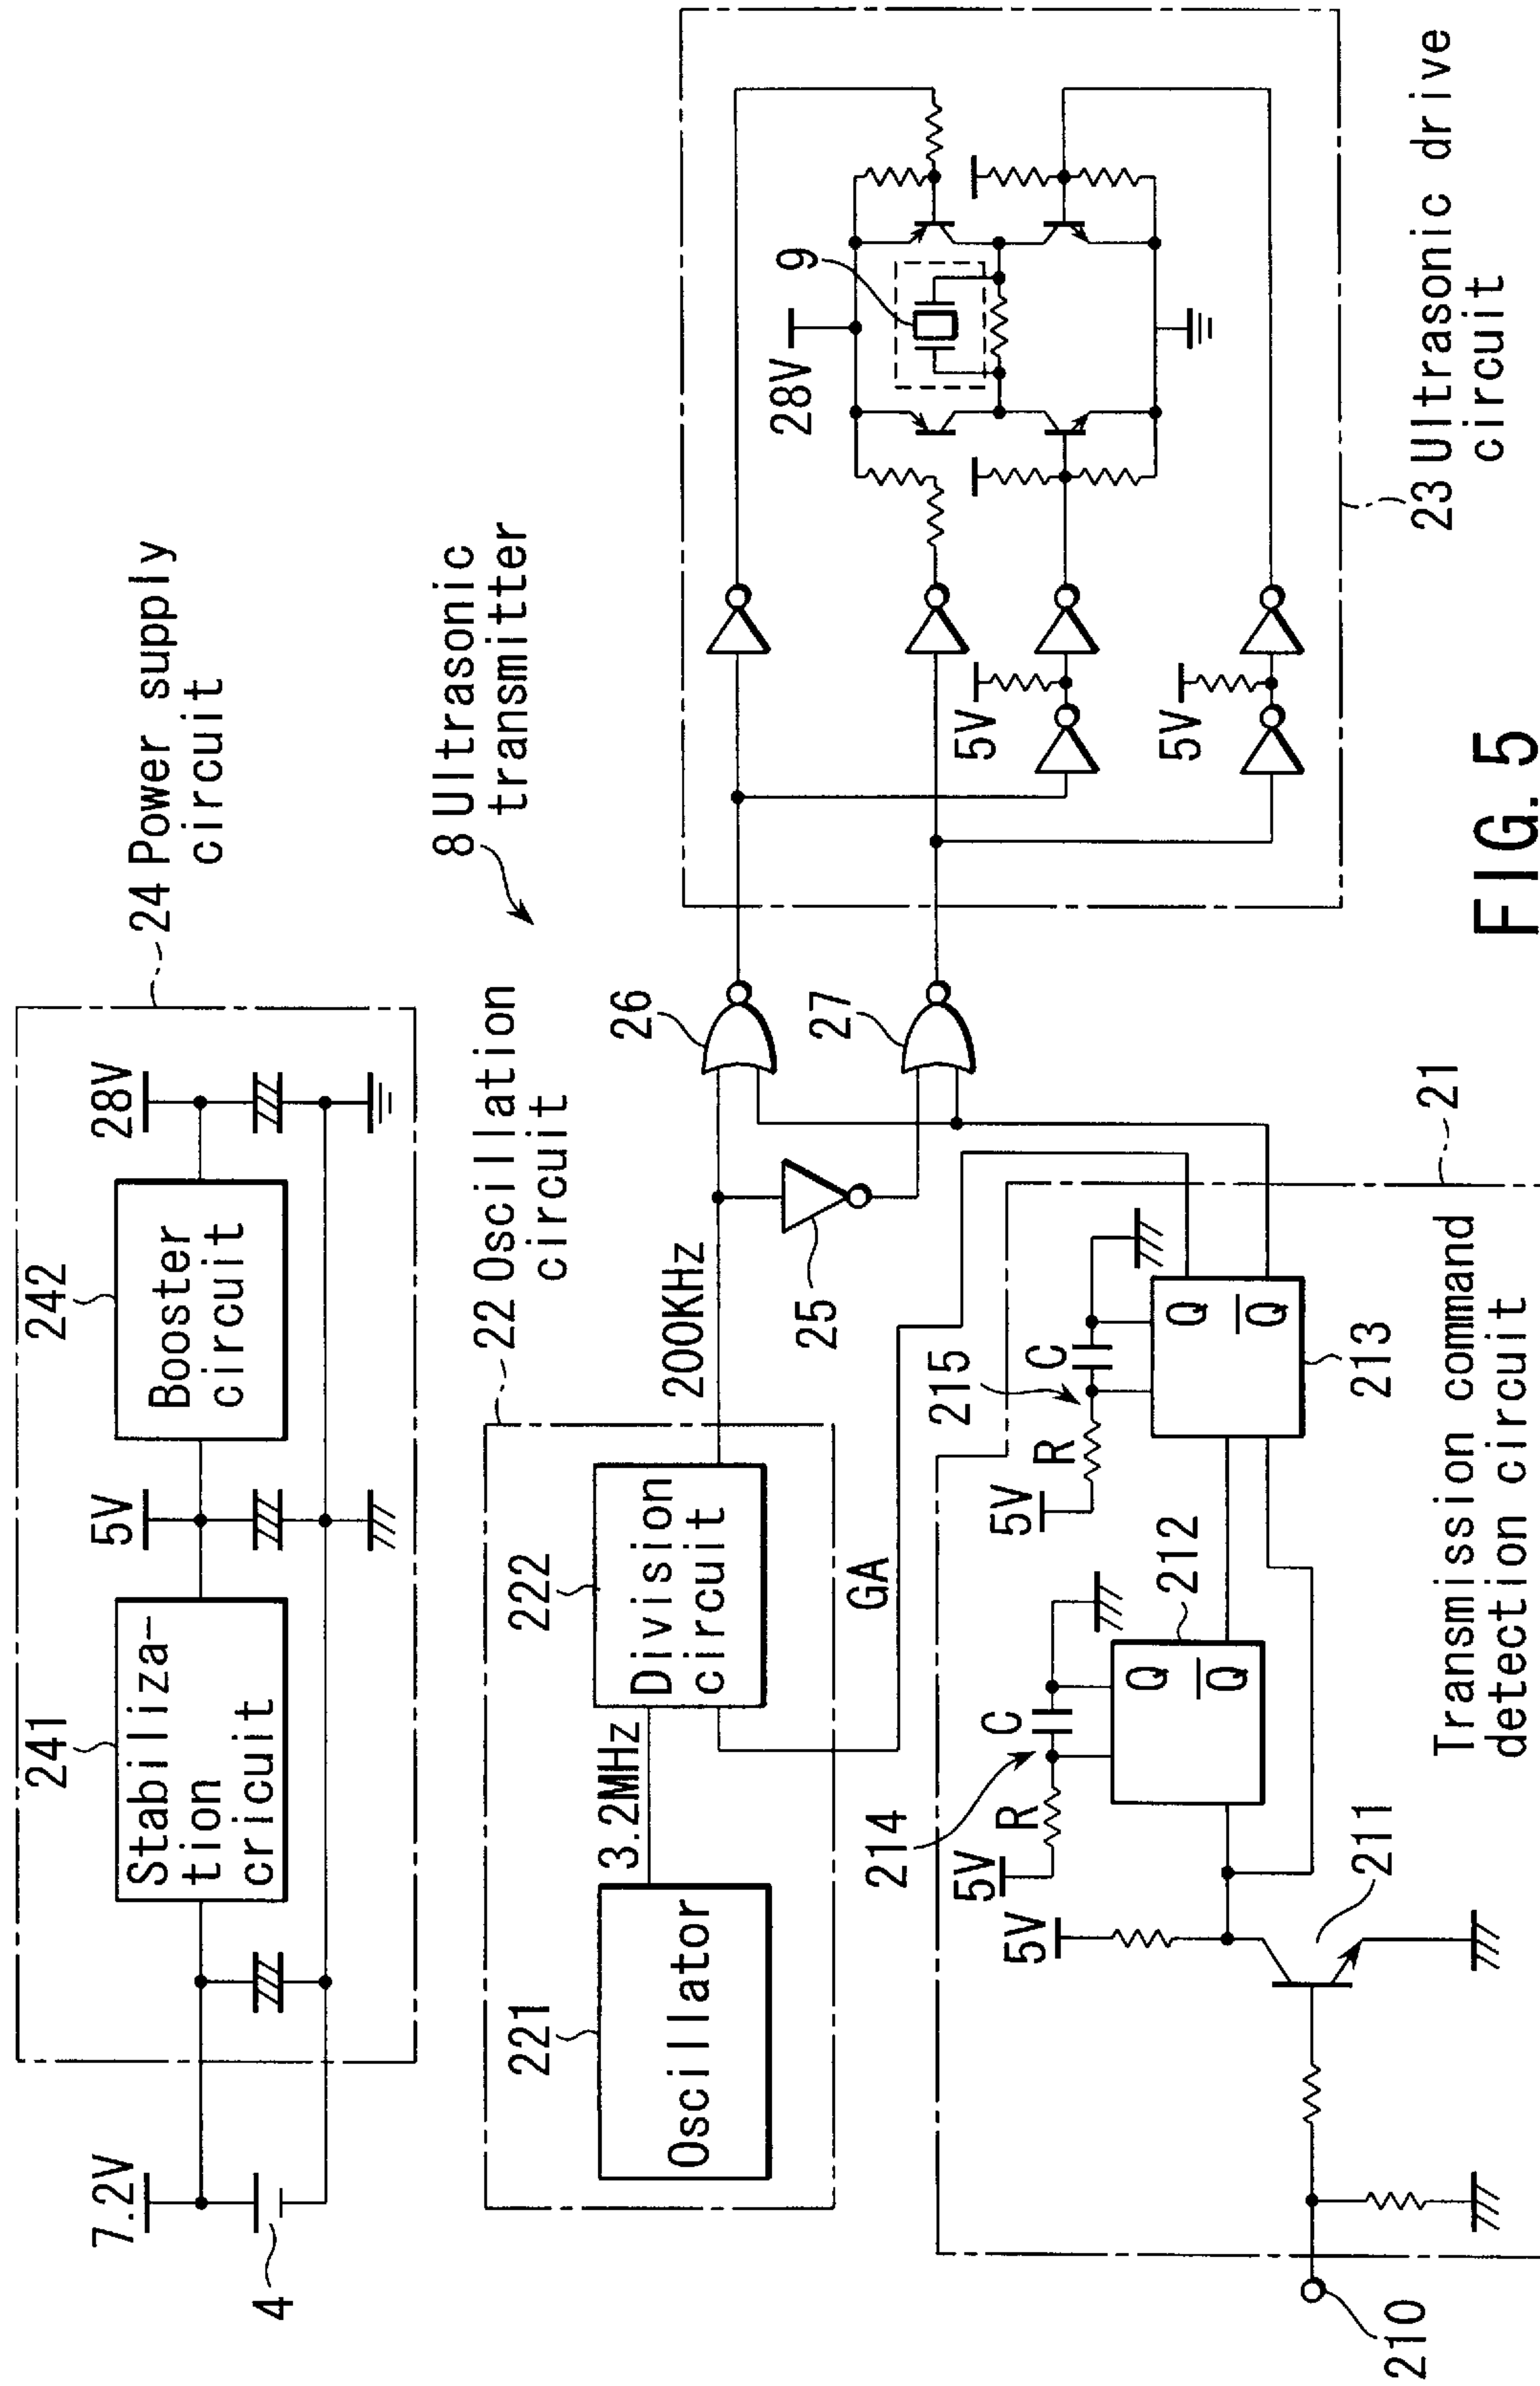 24 Power supply
circuit
241
242
7.2V
5V
28V
Stabiliza-
tion
cricuit
Booster
circuit
4
8 Ultrasonic
transmitter
22 Oscillation
circuit
221
222
Oscillator
3.2MHz
Division
circuit
200KHz
GA
25
26
27
28V
9
5V
5V
23 Ultrasonic drive
circuit
21
Transmission command
detection circuit
210
211
5V
5V
R
C
214
212
Q
Q̅
5V
R
C
215
213
Q
Q̅
FIG. 5